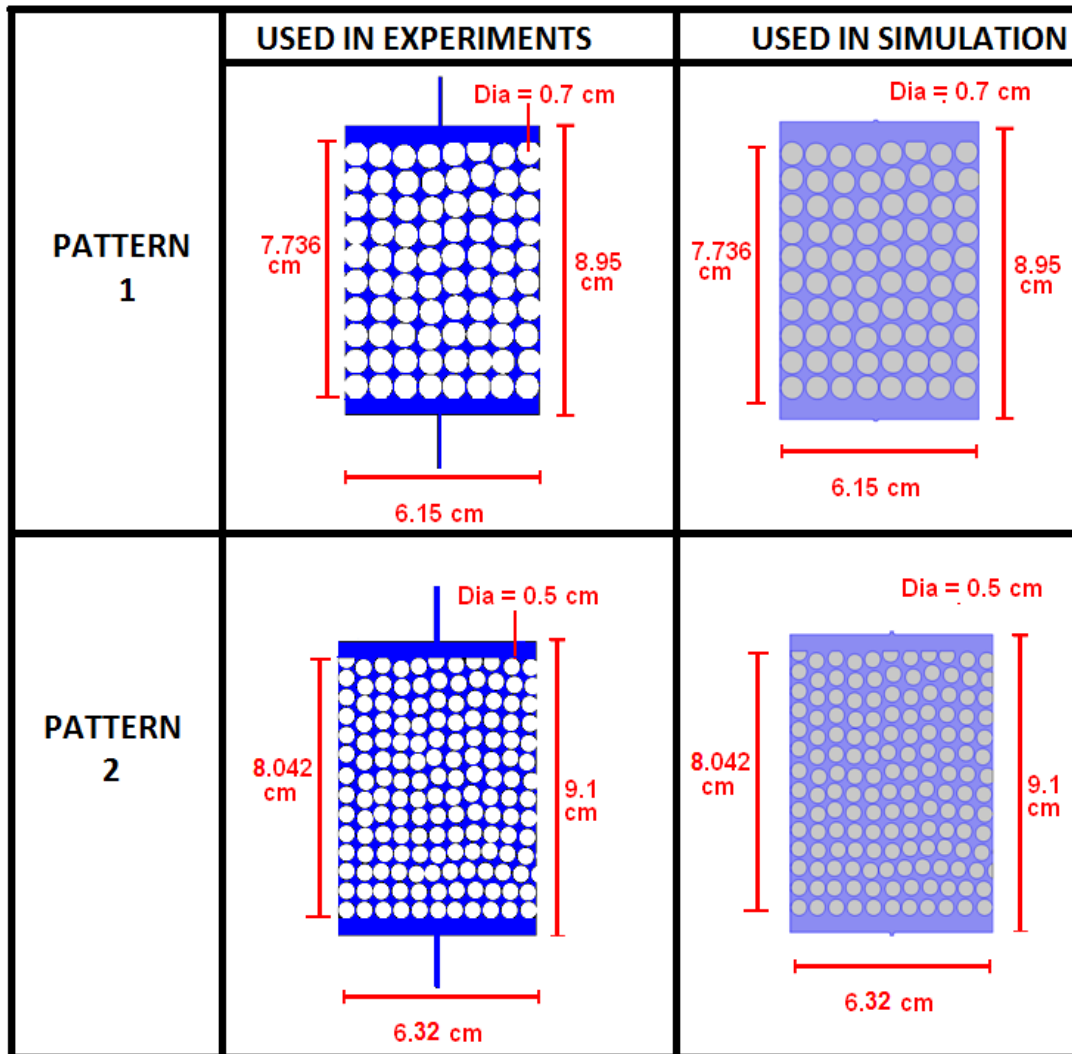 USED IN EXPERIMENTS
USED IN SIMULATION
PATTERN
1
Dia = 0.7 cm
7.736
cm
8.95
cm
6.15 cm
Dia = 0.7 cm
7.736
cm
8.95
cm
6.15 cm
PATTERN
2
Dia = 0.5 cm
8.042
cm
9.1
cm
6.32 cm
Dia = 0.5 cm
8.042
cm
9.1
cm
6.32 cm